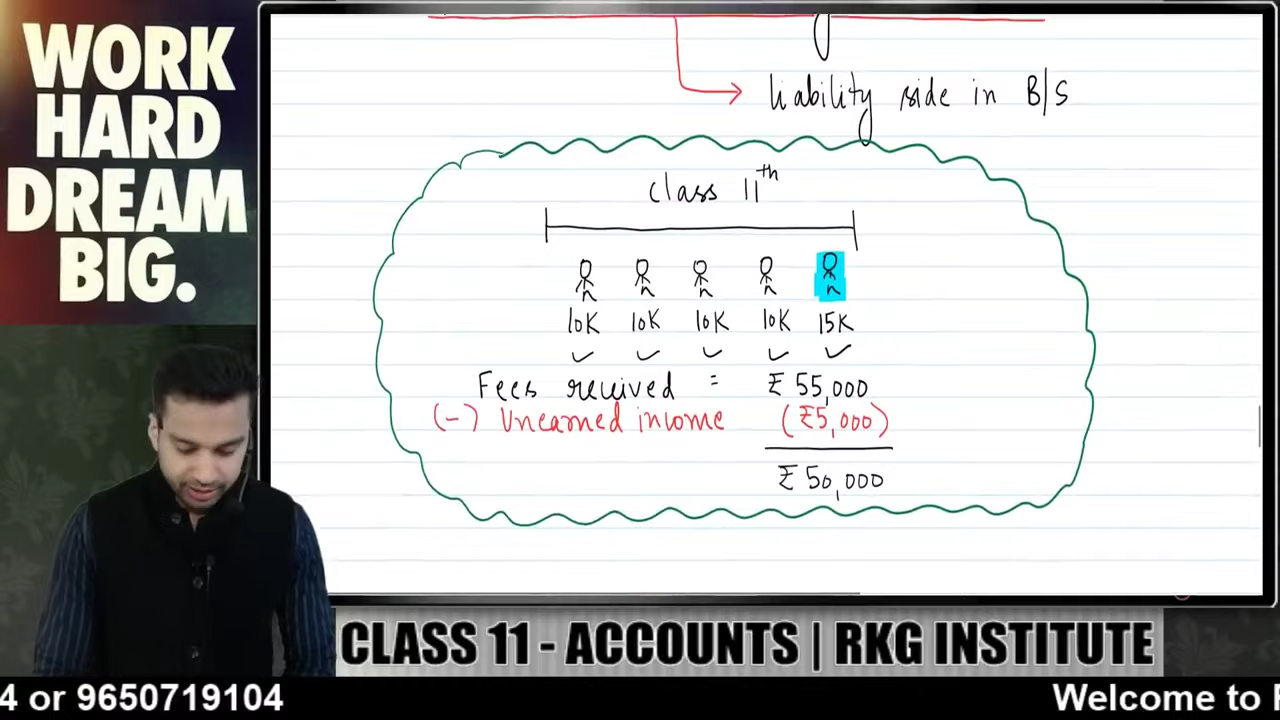 WORK
HARD
DREAM
BIG.
liability side in B/S
class 11th
10K 10K 10K 10K 15K
Fees received = ₹ 55,000
(-) Unearned income (₹5,000)
₹ 50,000
CLASS 11 - ACCOUNTS | RKG INSTITUTE
4 or 9650719104
Welcome to